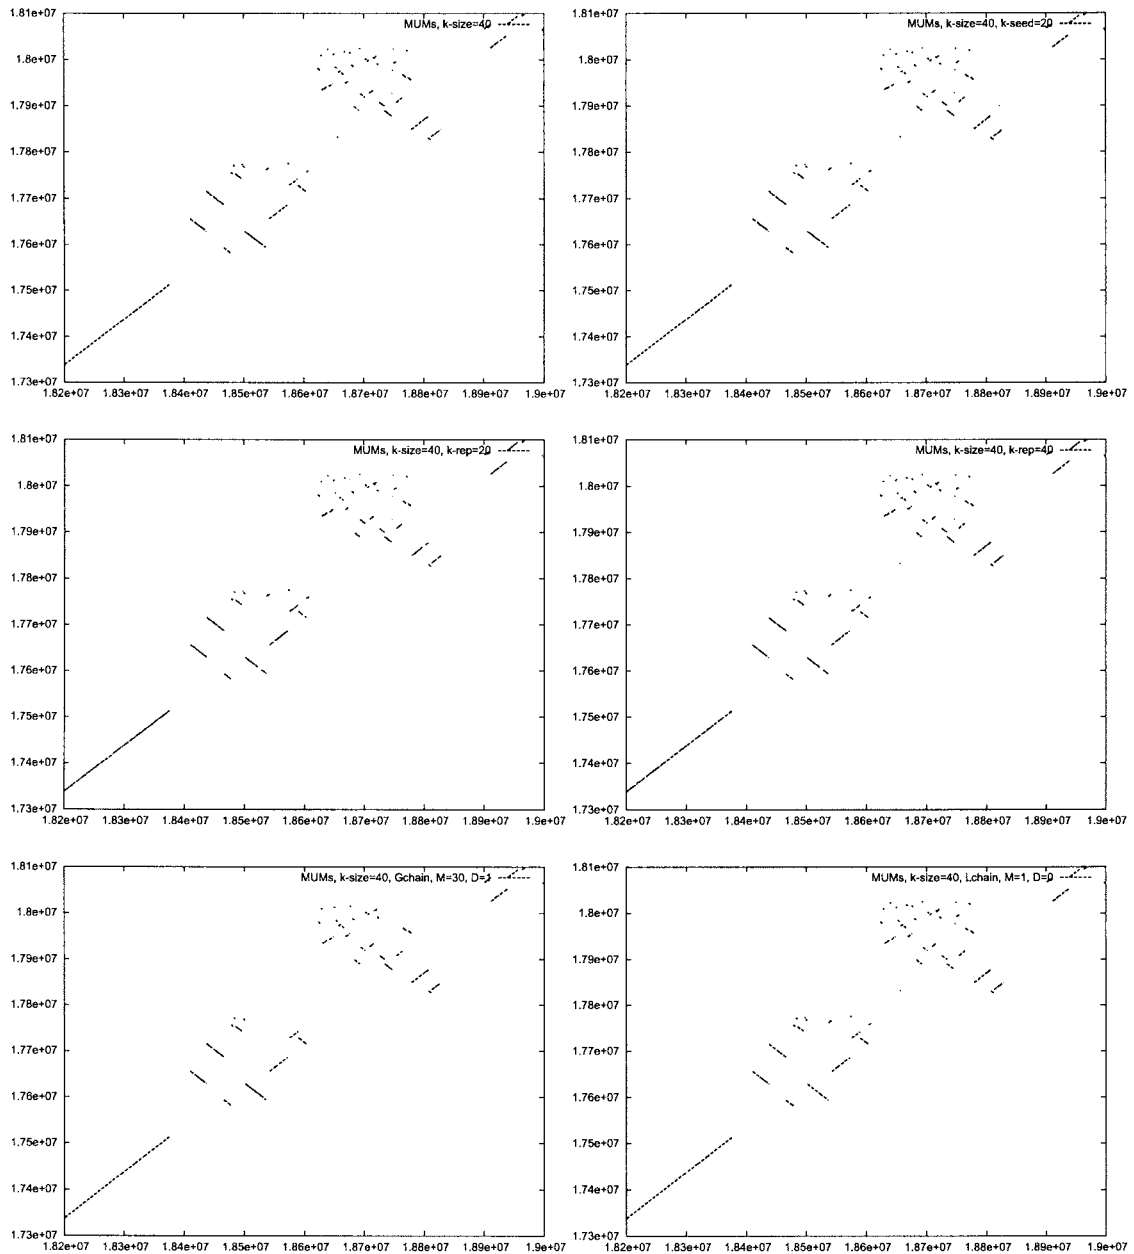 MUMs, k-size=40
1.81e+07
1.8e+07
1.79e+07
1.78e+07
1.77e+07
1.76e+07
1.75e+07
1.74e+07
1.73e+07
1.82e+07 1.83e+07 1.84e+07 1.85e+07 1.86e+07 1.87e+07 1.88e+07 1.89e+07 1.9e+07
MUMs, k-size=40, k-seed=20
1.81e+07
1.8e+07
1.79e+07
1.78e+07
1.77e+07
1.76e+07
1.75e+07
1.74e+07
1.73e+07
1.82e+07 1.83e+07 1.84e+07 1.85e+07 1.86e+07 1.87e+07 1.88e+07 1.89e+07 1.9e+07
MUMs, k-size=40, k-rep=20
1.81e+07
1.8e+07
1.79e+07
1.78e+07
1.77e+07
1.76e+07
1.75e+07
1.74e+07
1.73e+07
1.82e+07 1.83e+07 1.84e+07 1.85e+07 1.86e+07 1.87e+07 1.88e+07 1.89e+07 1.9e+07
MUMs, k-size=40, k-rep=40
1.81e+07
1.8e+07
1.79e+07
1.78e+07
1.77e+07
1.76e+07
1.75e+07
1.74e+07
1.73e+07
1.82e+07 1.83e+07 1.84e+07 1.85e+07 1.86e+07 1.87e+07 1.88e+07 1.89e+07 1.9e+07
MUMs, k-size=40, Gchain, M=30, D=1
1.81e+07
1.8e+07
1.79e+07
1.78e+07
1.77e+07
1.76e+07
1.75e+07
1.74e+07
1.73e+07
1.82e+07 1.83e+07 1.84e+07 1.85e+07 1.86e+07 1.87e+07 1.88e+07 1.89e+07 1.9e+07
MUMs, k-size=40, Lchain, M=1, D=0
1.81e+07
1.8e+07
1.79e+07
1.78e+07
1.77e+07
1.76e+07
1.75e+07
1.74e+07
1.73e+07
1.82e+07 1.83e+07 1.84e+07 1.85e+07 1.86e+07 1.87e+07 1.88e+07 1.89e+07 1.9e+07